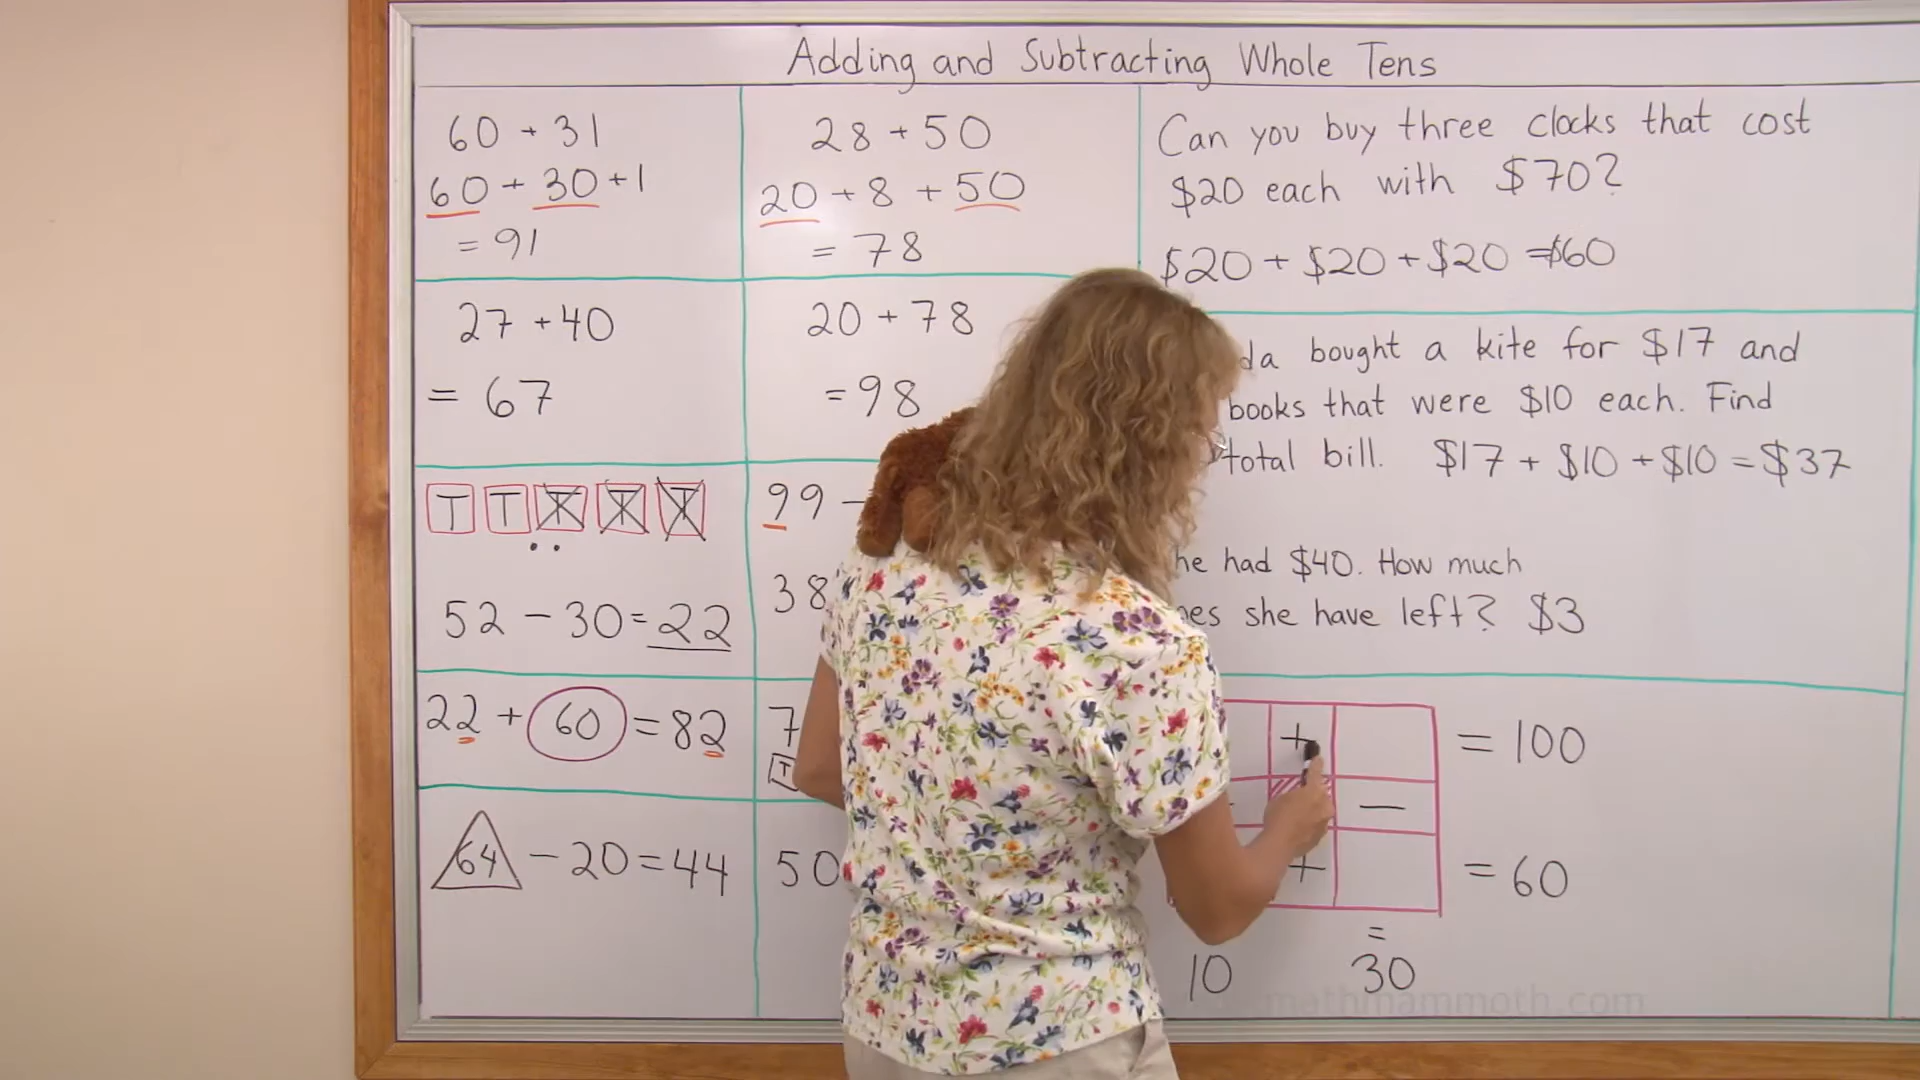 Adding and Subtracting Whole Tens
60 + 31
60 + 30 + 1
= 91
28 + 50
20 + 8 + 50
= 78
Can you buy three clocks that cost
$20 each with $70?
$20 + $20 + $20 = $60
27 + 40
= 67
20 + 78
= 98
bought a kite for $17 and
books that were $10 each. Find
total bill. $17 + $10 + $10 = $37
T T T T T
52 - 30 = 22
99 -
38
had $40. How much
she have left? $3
22 + 60 = 82
7
T
64 - 20 = 44
50
+ = 100
-
+ = 60
=
10 30
mathmammoth.com